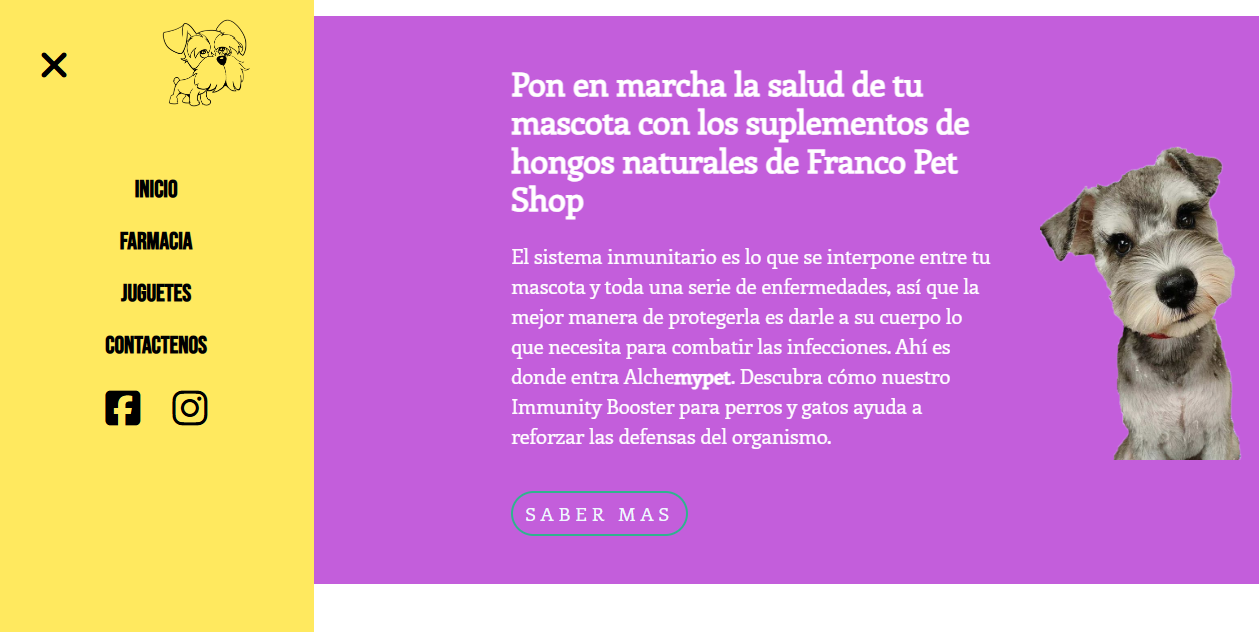 INICIO
FARMACIA
JUGUETES
CONTACTENOS
Pon en marcha la salud de tu
mascota con los suplementos de
hongos naturales de Franco Pet
Shop
El sistema inmunitario es lo que se interpone entre tu
mascota y toda una serie de enfermedades, así que la
mejor manera de protegerla es darle a su cuerpo lo
que necesita para combatir las infecciones. Ahí es
donde entra Alchemypet. Descubra cómo nuestro
Immunity Booster para perros y gatos ayuda a
reforzar las defensas del organismo.
SABER MAS